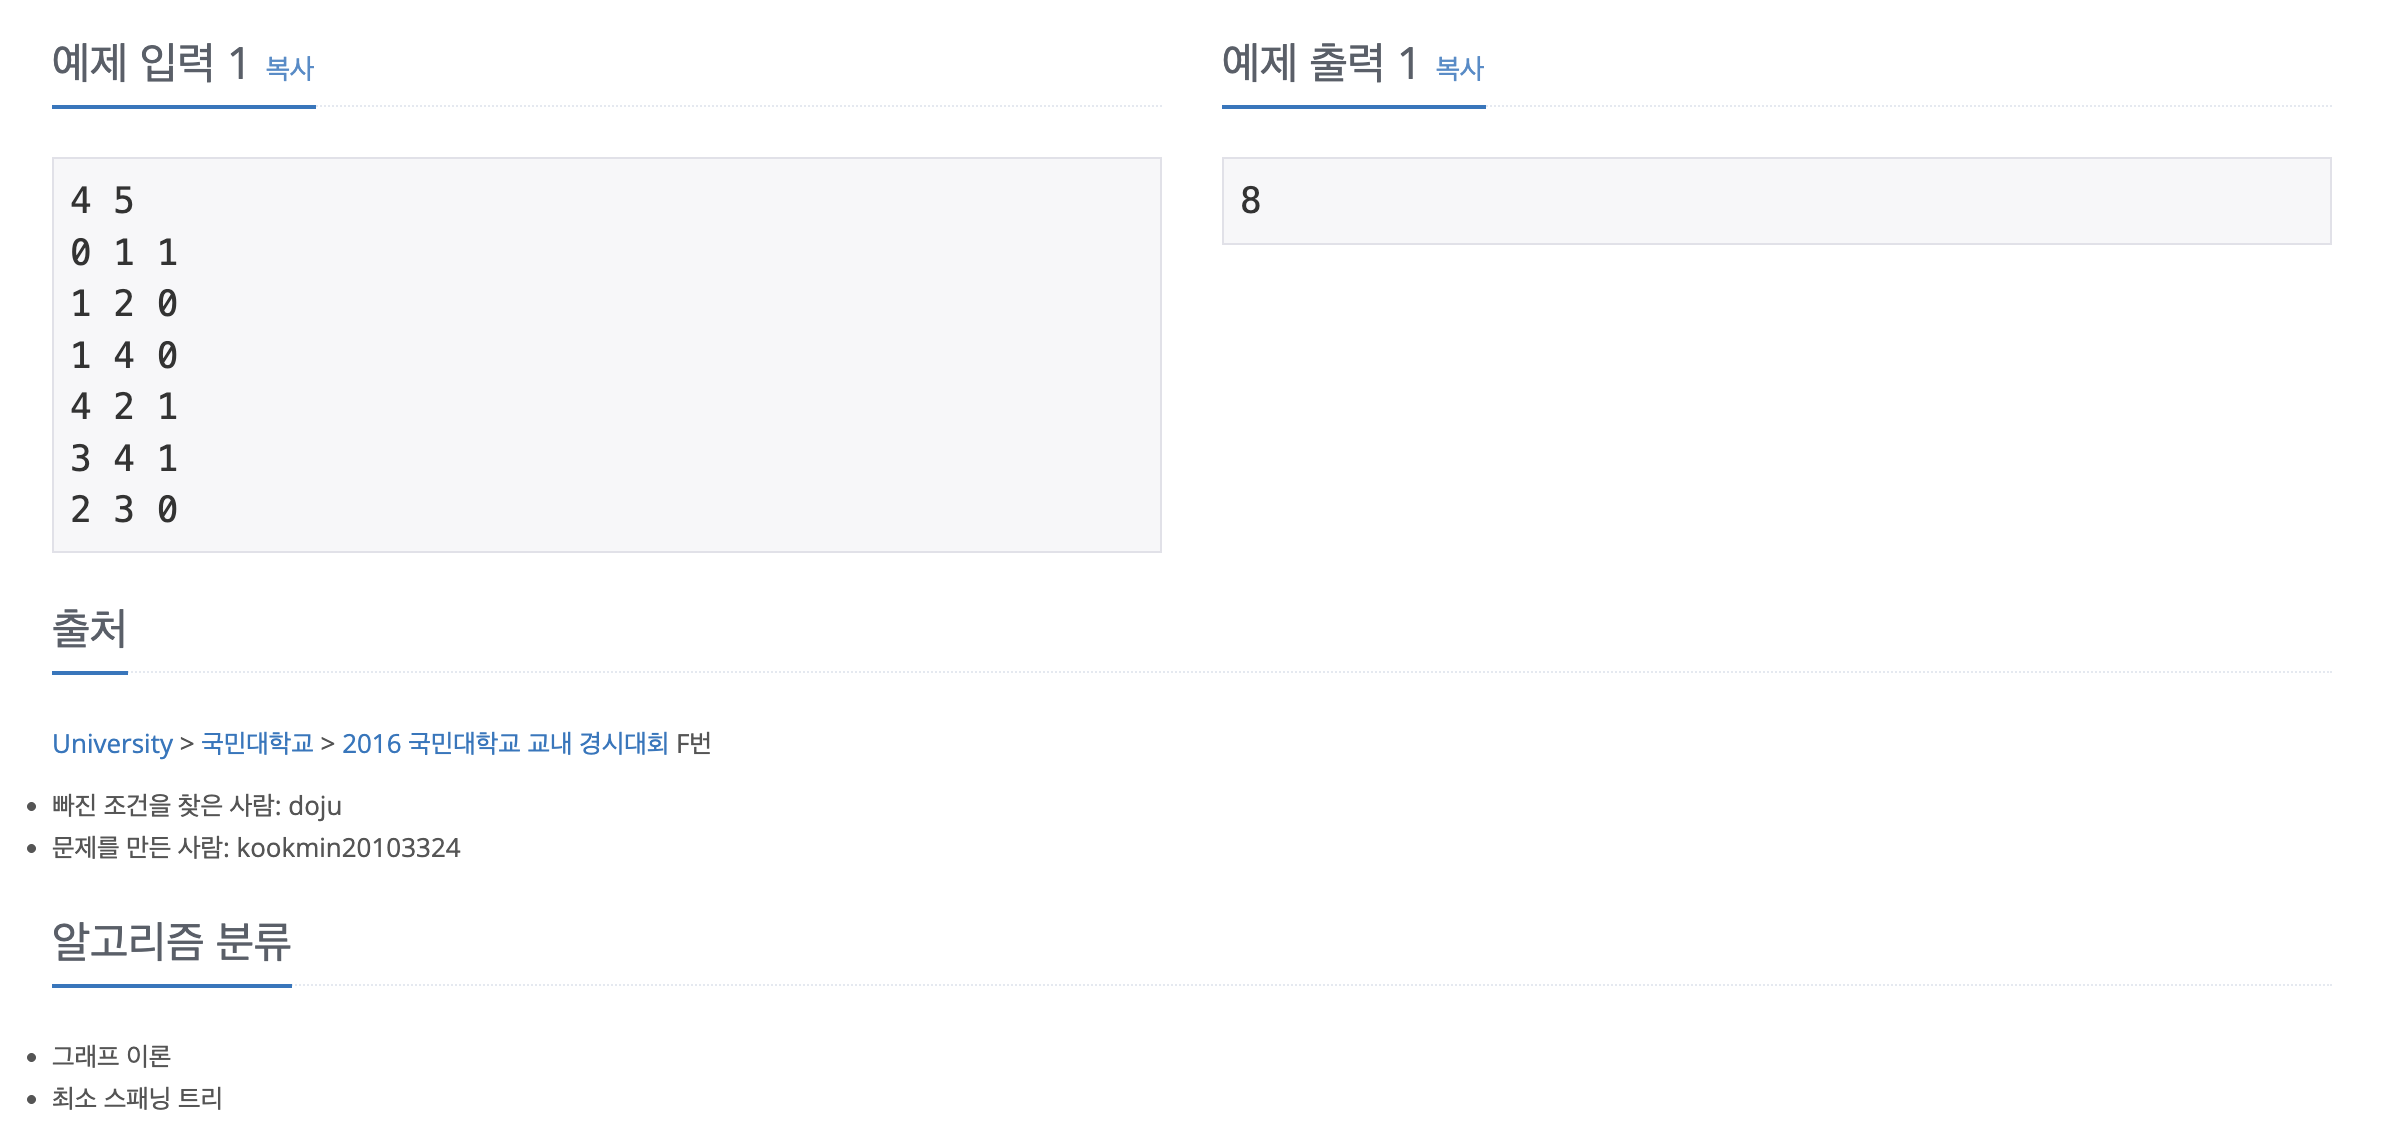 예제 입력 1 복사
4 5
0 1 1
1 2 0
1 4 0
4 2 1
3 4 1
2 3 0
예제 출력 1 복사
8
출처
University > 국민대학교 > 2016 국민대학교 교내 경시대회 F번
빠진 조건을 찾은 사람: doju
문제를 만든 사람: kookmin20103324
알고리즘 분류
그래프 이론
최소 스패닝 트리